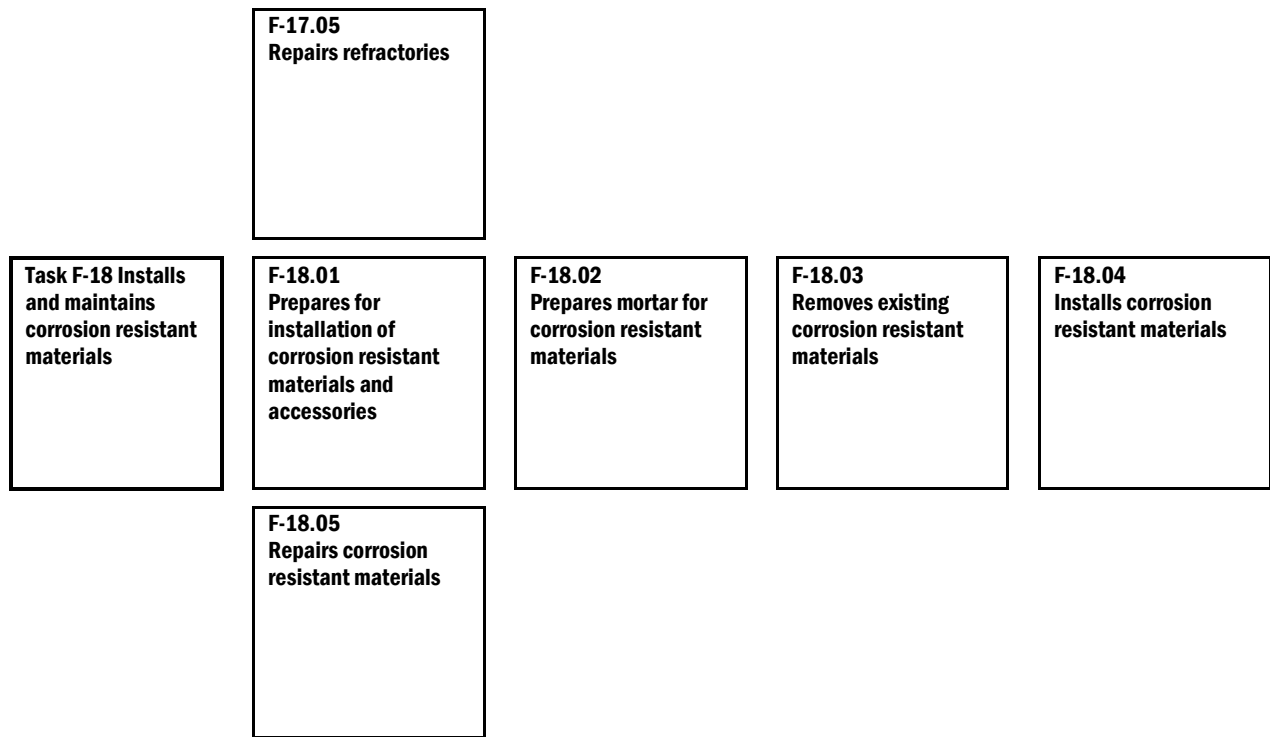 F-17.05
Repairs refractories
Task F-18 Installs
and maintains
corrosion resistant
materials
F-18.01
Prepares for
installation of
corrosion resistant
materials and
accessories
F-18.02
Prepares mortar for
corrosion resistant
materials
F-18.03
Removes existing
corrosion resistant
materials
F-18.04
Installs corrosion
resistant materials
F-18.05
Repairs corrosion
resistant materials